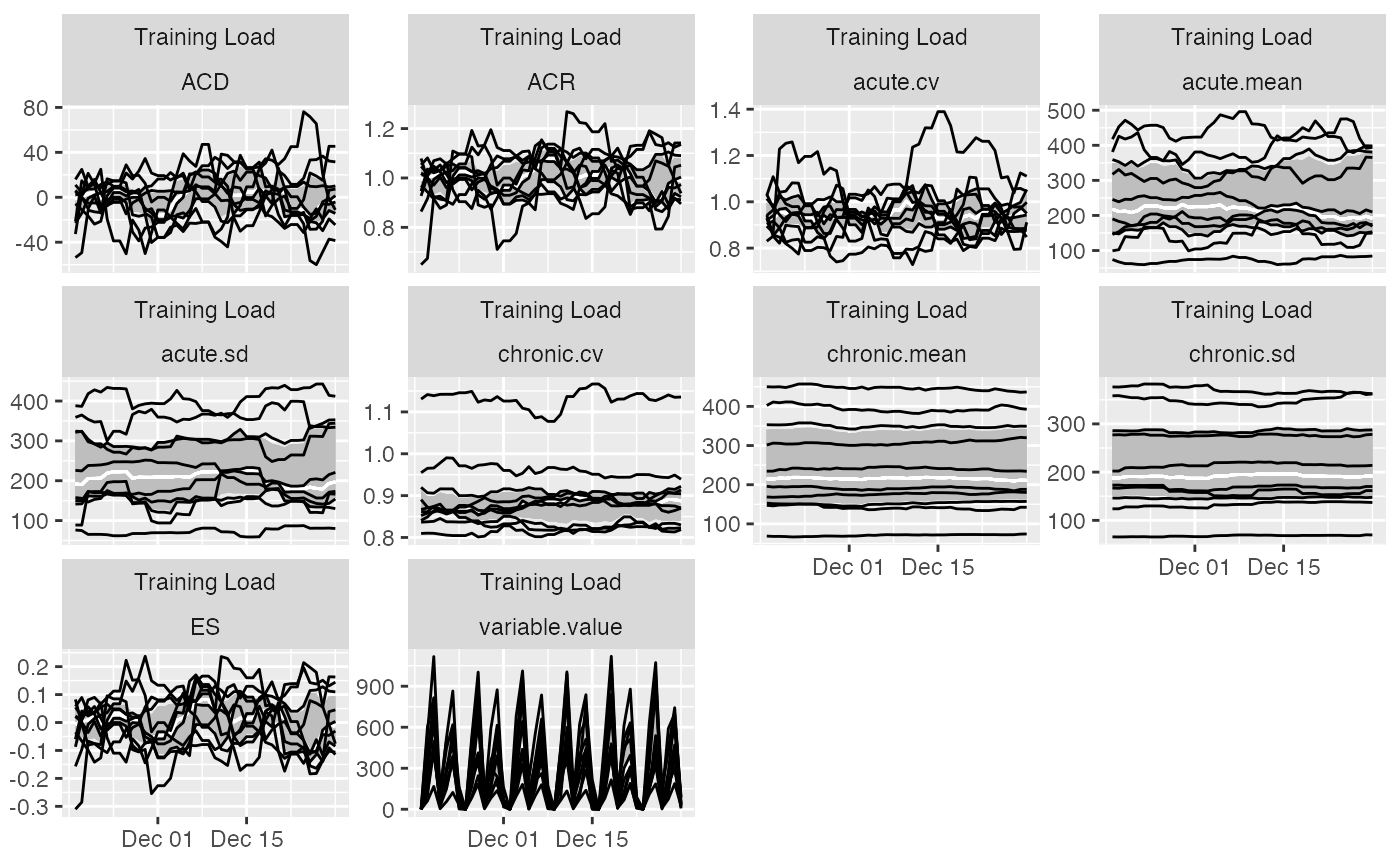 Training Load
ACD
80
40
0
-40
Training Load
ACR
1.2
1.0
0.8
Training Load
acute.cv
1.4
1.2
1.0
0.8
Training Load
acute.mean
500
400
300
200
100
Training Load
acute.sd
400
300
200
100
Training Load
chronic.cv
1.1
1.0
0.9
0.8
Training Load
chronic.mean
400
300
200
100
Dec 01 Dec 15
Training Load
chronic.sd
300
200
100
Dec 01 Dec 15
Training Load
ES
0.2
0.1
0.0
-0.1
-0.2
-0.3
Dec 01 Dec 15
Training Load
variable.value
900
600
300
0
Dec 01 Dec 15